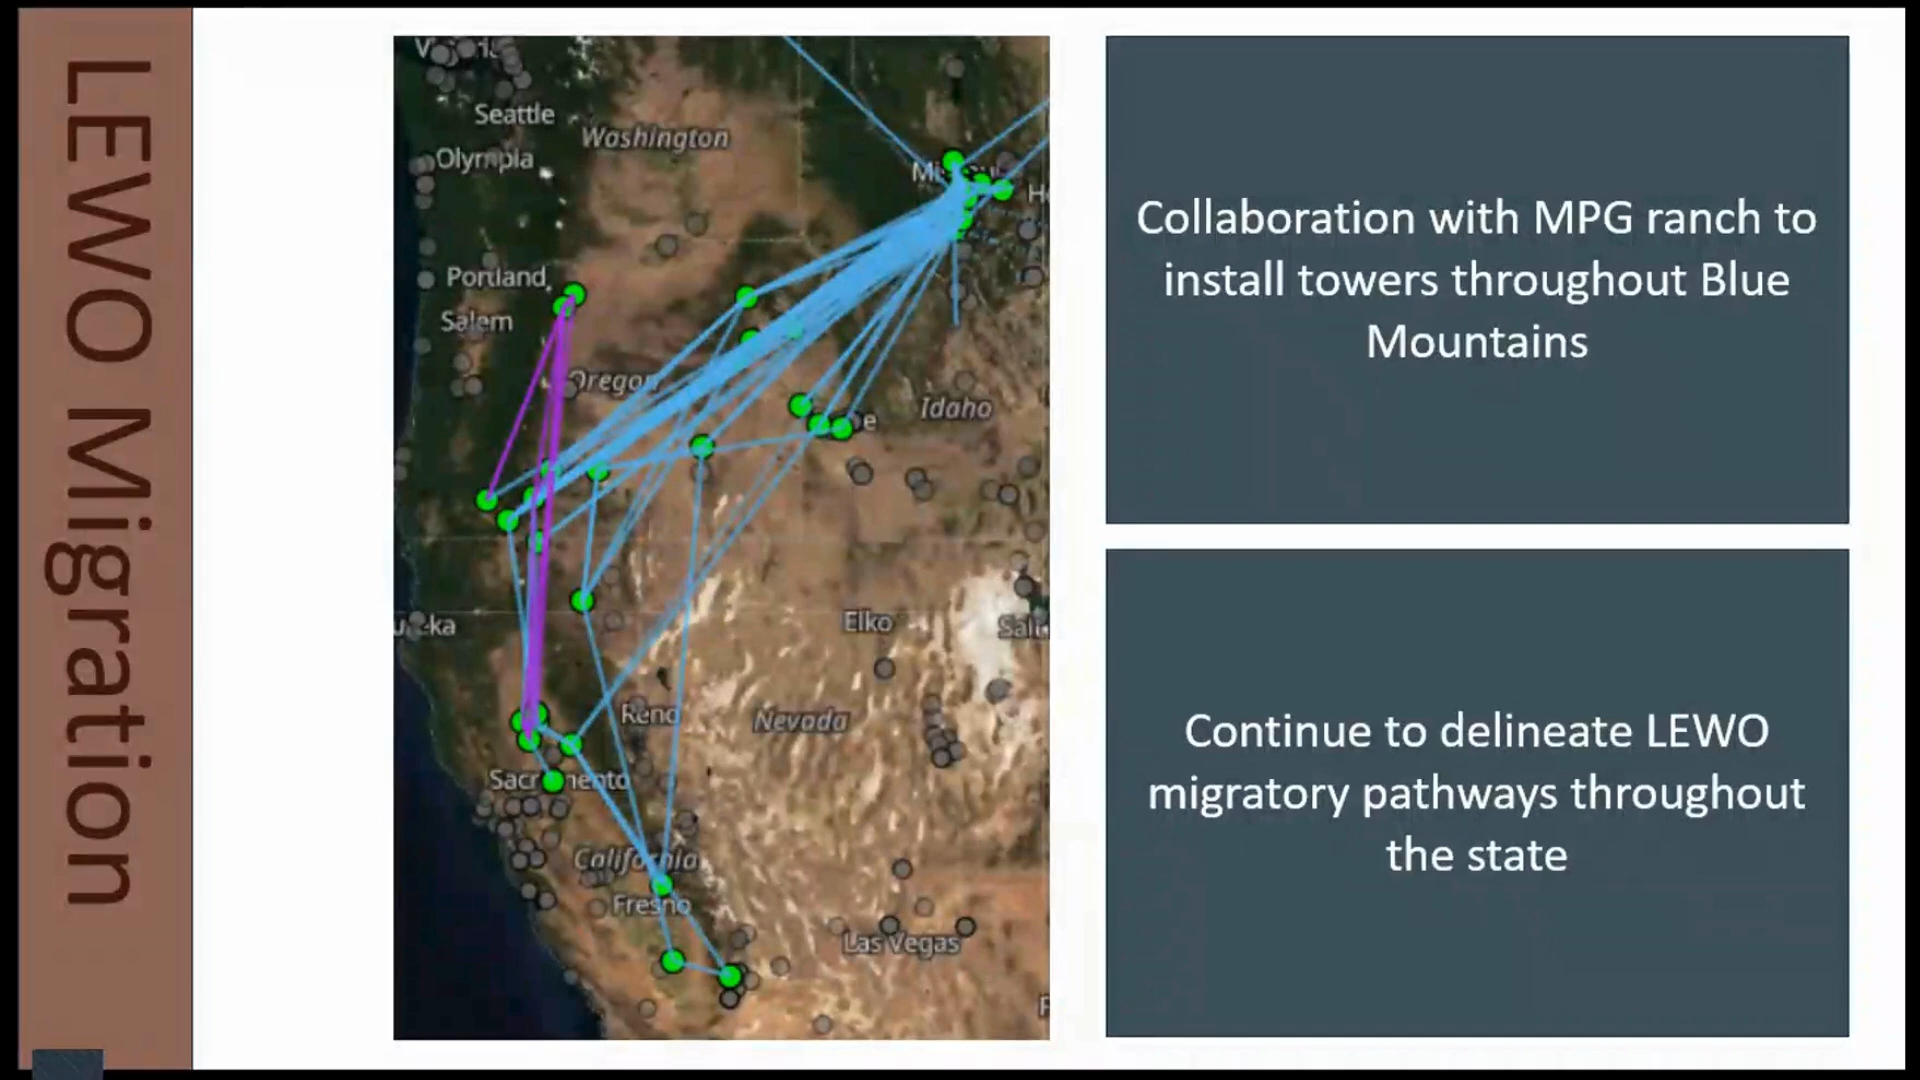 LEWO Migration
Seattle
Washington
Olympia
Portland
Salem
Oregon
Idaho
Elko
Reno
Nevada
California
Fresno
Las Vegas
Collaboration with MPG ranch to
install towers throughout Blue
Mountains
Continue to delineate LEWO
migratory pathways throughout
the state